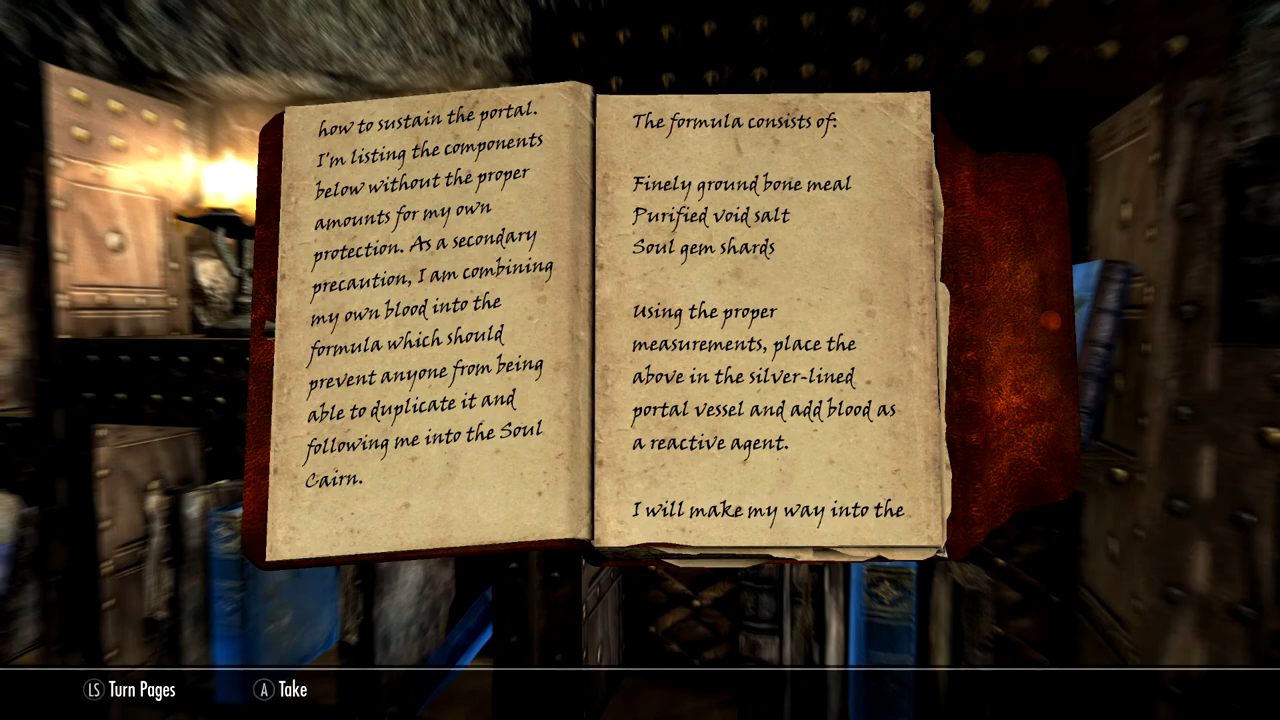 how to sustain the portal.
I'm listing the components
below without the proper
amounts for my own
protection. As a secondary
precaution, I am combining
my own blood into the
formula which should
prevent anyone from being
able to duplicate it and
following me into the Soul
Cairn.
The formula consists of:
Finely ground bone meal
Purified void salt
Soul gem shards
Using the proper
measurements, place the
above in the silver-lined
portal vessel and add blood as
a reactive agent.
I will make my way into the
LS Turn Pages
A Take